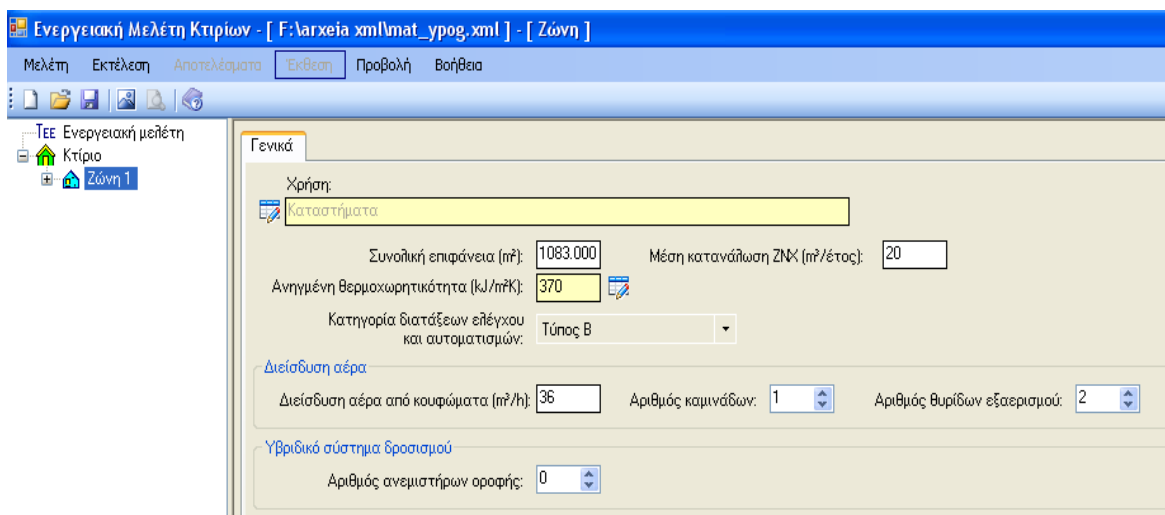 Ενεργειακή Μελέτη Κτιρίων - [ F:\arxeia xml\mat_ypog.xml ] - [ Ζώνη ]
Μελέτη Εκτέλεση Αποτελέσματα Έκθεση Προβολή Βοήθεια
ΤΕΕ Ενεργειακή μελέτη
Κτίριο
Ζώνη 1
Γενικά
Χρήση:
Καταστήματα
Συνολική επιφάνεια (m²): 1083.000 Μέση κατανάλωση ΖΝΧ (m³/έτος): 20
Ανηγμένη θερμοχωρητικότητα (kJ/m²K): 370
Κατηγορία διατάξεων ελέγχου
και αυτοματισμών: Τύπος Β
Διείσδυση αέρα
Διείσδυση αέρα από κουφώματα (m³/h): 36 Αριθμός καμινάδων: 1 Αριθμός θυρίδων εξαερισμού: 2
Υβριδικό σύστημα δροσισμού
Αριθμός ανεμιστήρων οροφής: 0